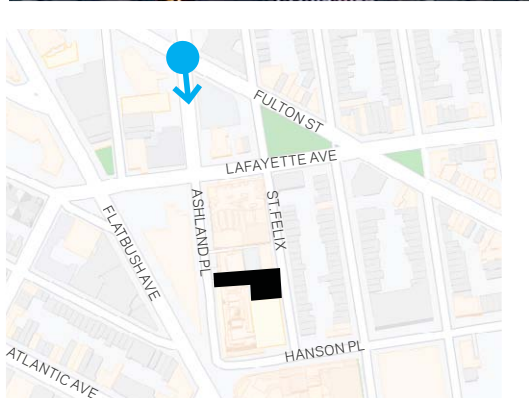 FULTON ST
LAFAYETTE AVE
ASHLAND PL
ST. FELIX
FLATBUSH AVE
HANSON PL
ATLANTIC AVE